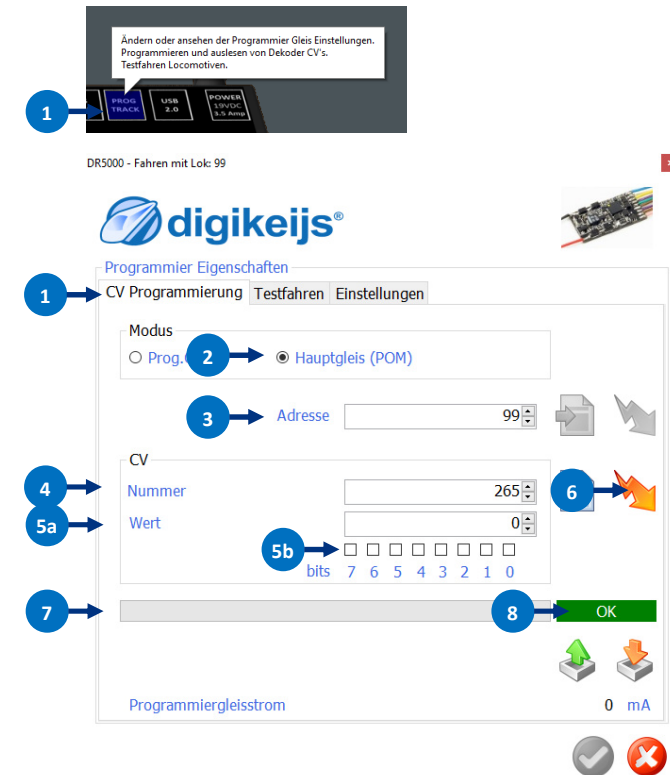 Ändern oder ansehen der Programmier Gleis Einstellungen.
Programmieren und auslesen von Dekoder CV's.
Testfahren Locomotiven.
1
PROG TRACK
USB 2.0
POWER 19VDC 3.5 Amp
DR5000 - Fahren mit Lok: 99
digikeijs®
Programmier Eigenschaften
1
CV Programmierung Testfahren Einstellungen
Modus
Prog. 2 Hauptgleis (POM)
3 Adresse 99
CV
4 Nummer 265 6
5a Wert 0
5b
bits 7 6 5 4 3 2 1 0
7 8 OK
Programmiergleisstrom 0 mA